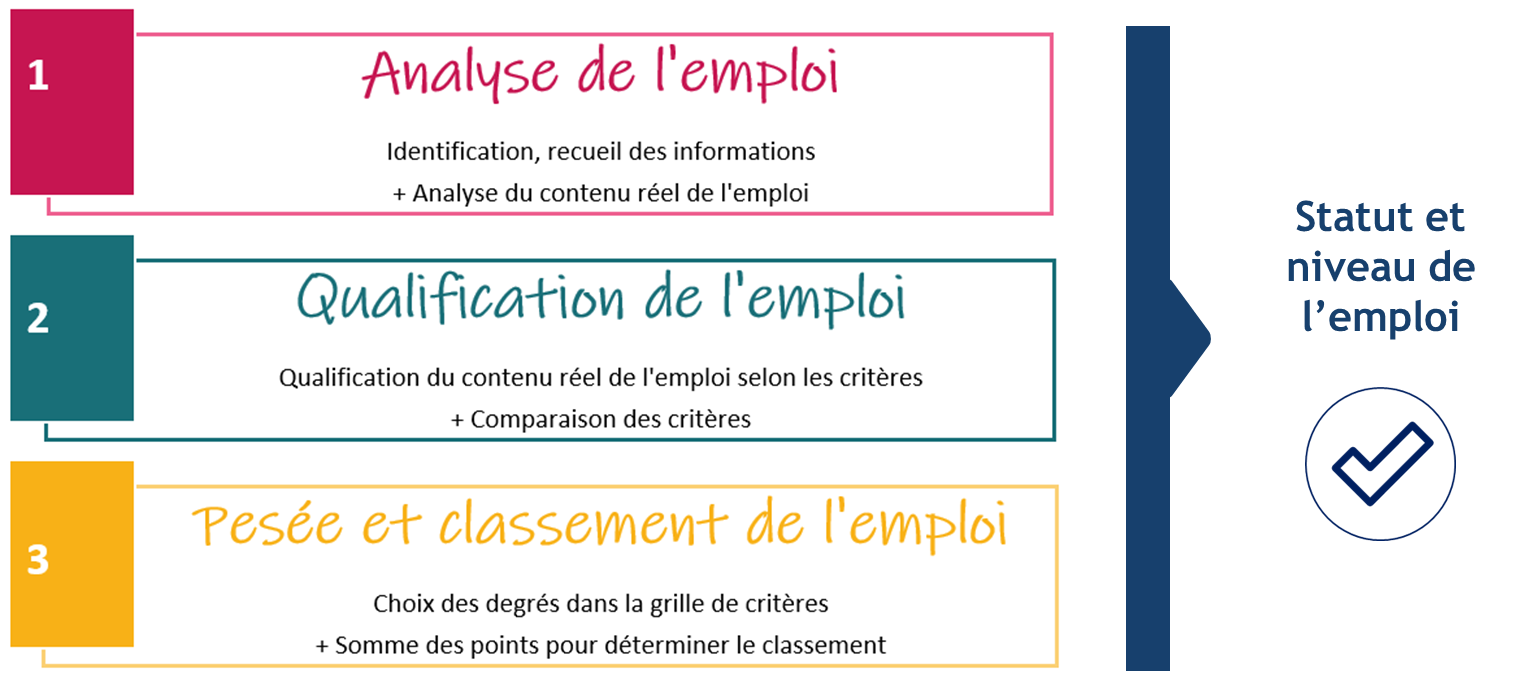 1
Analyse de l'emploi
Identification, recueil des informations
+ Analyse du contenu réel de l'emploi
2
Qualification de l'emploi
Qualification du contenu réel de l'emploi selon les critères
+ Comparaison des critères
3
Pesée et classement de l'emploi
Choix des degrés dans la grille de critères
+ Somme des points pour déterminer le classement
Statut et
niveau de
l’emploi